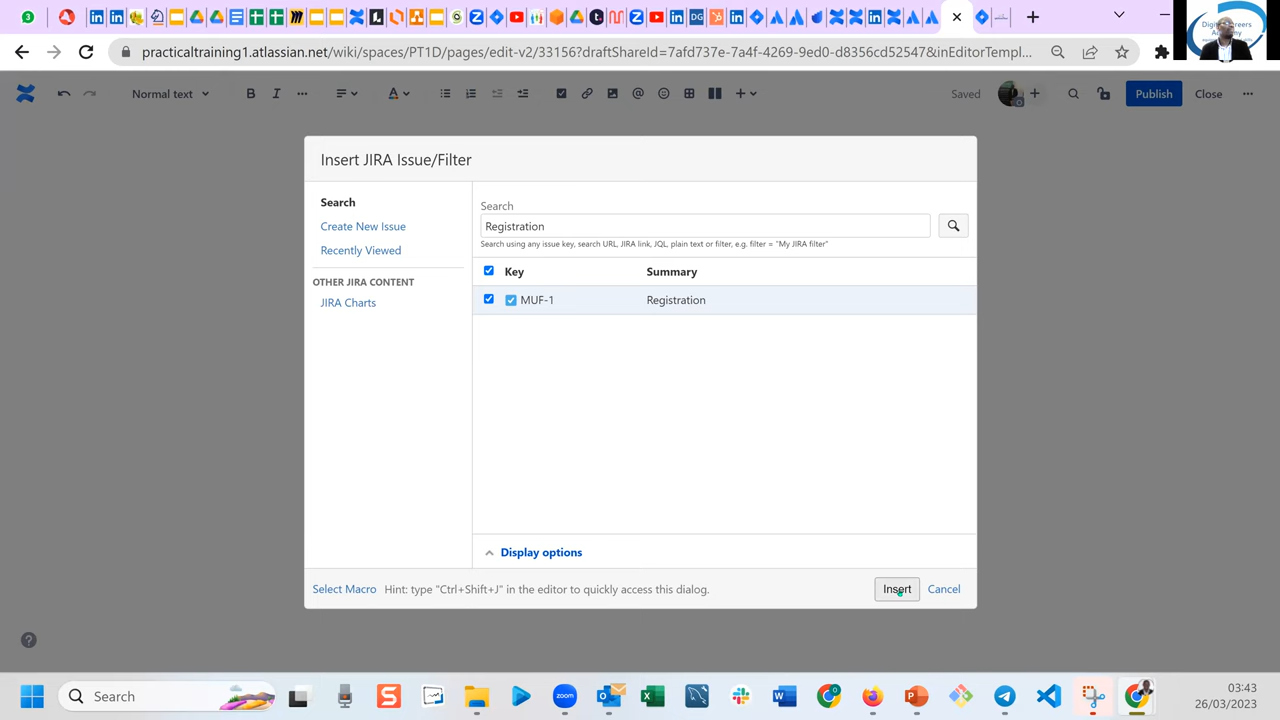 practicaltraining1.atlassian.net/wiki/spaces/PT1D/pages/edit-v2/33156?draftShareId=7afd737e-7a4f-4269-9ed0-d8356cd52547&inEditorTempl...
Normal text
Saved
Publish
Close
Insert JIRA Issue/Filter
Search
Create New Issue
Recently Viewed
OTHER JIRA CONTENT
JIRA Charts
Search
Registration
Search using any issue key, search URL, JIRA link, JQL, plain text or filter, e.g. filter = "My JIRA filter"
Key Summary
MUF-1 Registration
Display options
Select Macro Hint: type "Ctrl+Shift+J" in the editor to quickly access this dialog.
Insert Cancel
Search
zoom
03:43
26/03/2023